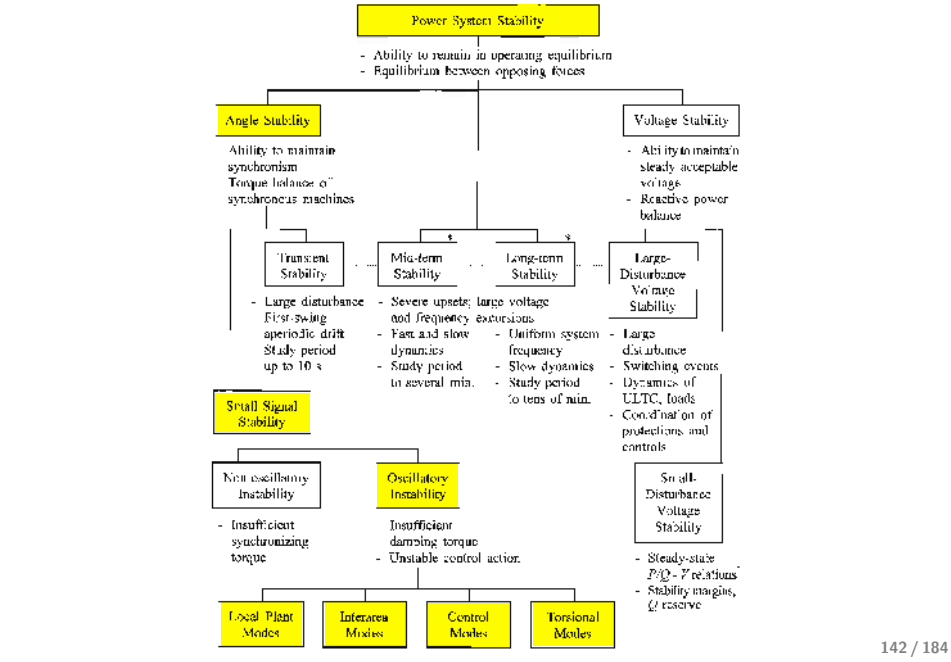 Power System Stability
- Ability to remain in operating equilibrium
- Equilibrium between opposing forces
Angle Stability
Ability to maintain
synchronism
Torque balance of
synchronous machines
Voltage Stability
- Ability to maintain
steady acceptable
voltage
- Reactive power
balance
Transient
Stability
*
Mid-term
Stability
*
Long-term
Stability
Large-
Disturbance
Voltage
Stability
- Large disturbance
First-swing
aperiodic drift
Study period
up to 10 s
- Severe upsets; large voltage
and frequency excursions
- Fast and slow
dynamics
- Study period
to several min.
- Uniform system
frequency
- Slow dynamics
- Study period
to tens of min.
- Large
disturbance
- Switching events
- Dynamics of
ULTC, loads
- Coordination of
protections and
controls
Small Signal
Stability
Non-oscillatory
Instability
Oscillatory
Instability
- Insufficient
synchronizing
torque
Insufficient
damping torque
- Unstable control action
Small-
Disturbance
Voltage
Stability
- Steady-state
P/Q - V relations
- Stability margins,
Q reserve
Local Plant
Modes
Interarea
Modes
Control
Modes
Torsional
Modes
142 / 184